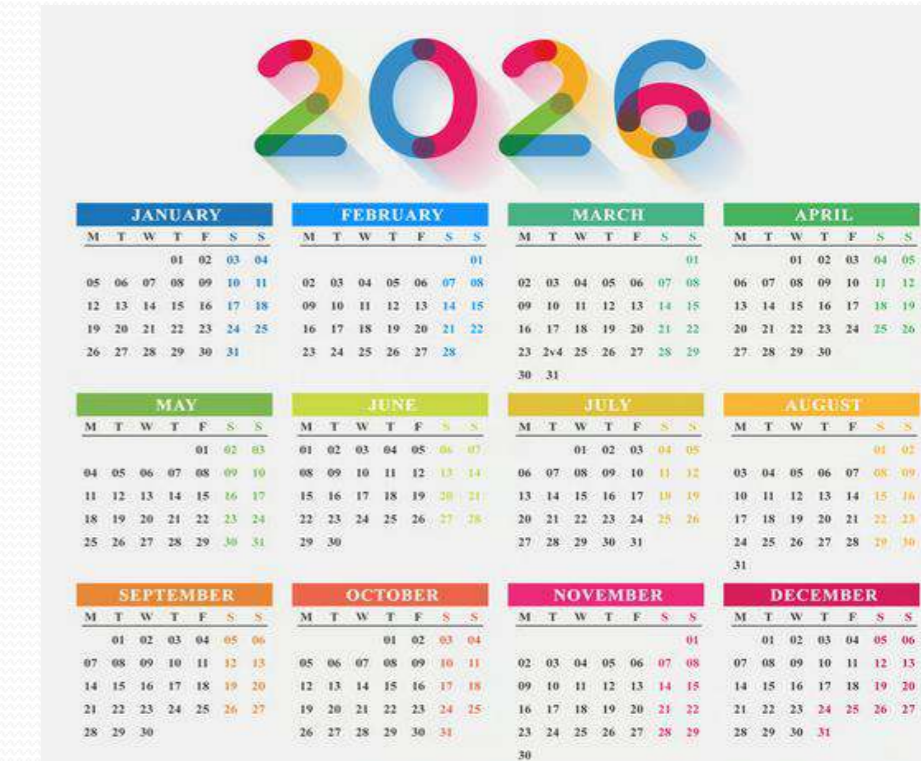 2026
JANUARY
M T W T F S S
01 02 03 04
05 06 07 08 09 10 11
12 13 14 15 16 17 18
19 20 21 22 23 24 25
26 27 28 29 30 31
FEBRUARY
M T W T F S S
01
02 03 04 05 06 07 08
09 10 11 12 13 14 15
16 17 18 19 20 21 22
23 24 25 26 27 28
MARCH
M T W T F S S
01
02 03 04 05 06 07 08
09 10 11 12 13 14 15
16 17 18 19 20 21 22
23 2v4 25 26 27 28 29
30 31
APRIL
M T W T F S S
01 02 03 04 05
06 07 08 09 10 11 12
13 14 15 16 17 18 19
20 21 22 23 24 25 26
27 28 29 30
MAY
M T W T F S S
01 02 03
04 05 06 07 08 09 10
11 12 13 14 15 16 17
18 19 20 21 22 23 24
25 26 27 28 29 30 31
JUNE
M T W T F S S
01 02 03 04 05 06 07
08 09 10 11 12 13 14
15 16 17 18 19 20 21
22 23 24 25 26 27 28
29 30
JULY
M T W T F S S
01 02 03 04 05
06 07 08 09 10 11 12
13 14 15 16 17 18 19
20 21 22 23 24 25 26
27 28 29 30 31
AUGUST
M T W T F S S
01 02
03 04 05 06 07 08 09
10 11 12 13 14 15 16
17 18 19 20 21 22 23
24 25 26 27 28 29 30
31
SEPTEMBER
M T W T F S S
01 02 03 04 05 06
07 08 09 10 11 12 13
14 15 16 17 18 19 20
21 22 23 24 25 26 27
28 29 30
OCTOBER
M T W T F S S
01 02 03 04
05 06 07 08 09 10 11
12 13 14 15 16 17 18
19 20 21 22 23 24 25
26 27 28 29 30 31
NOVEMBER
M T W T F S S
01
02 03 04 05 06 07 08
09 10 11 12 13 14 15
16 17 18 19 20 21 22
23 24 25 26 27 28 29
30
DECEMBER
M T W T F S S
01 02 03 04 05 06
07 08 09 10 11 12 13
14 15 16 17 18 19 20
21 22 23 24 25 26 27
28 29 30 31